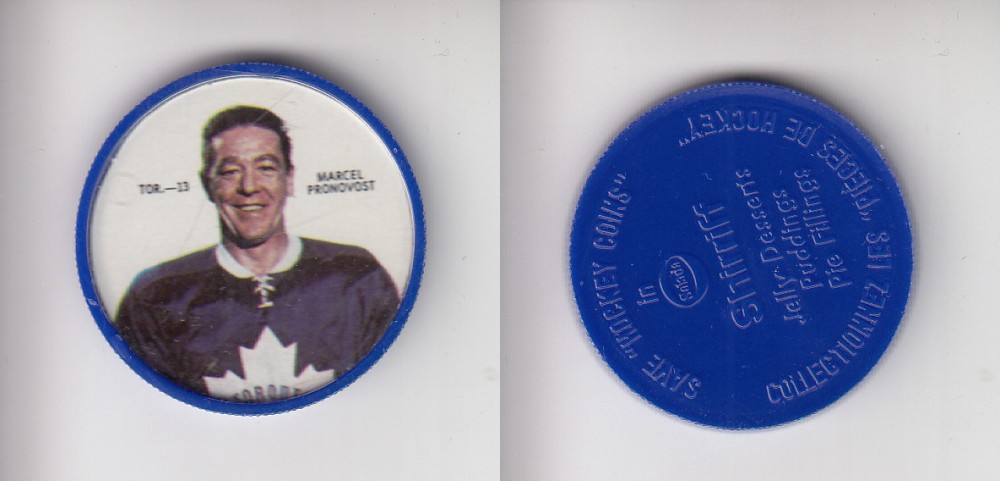 TOR.—13
MARCEL
PRONOVOST
TORONTO
SAVE "HOCKEY COINS"
in
Salada
Shirriff
Jelly Desserts
Puddings
Pie Fillings
COLLECTIONNEZ LES "PIÈCES DE HOCKEY"